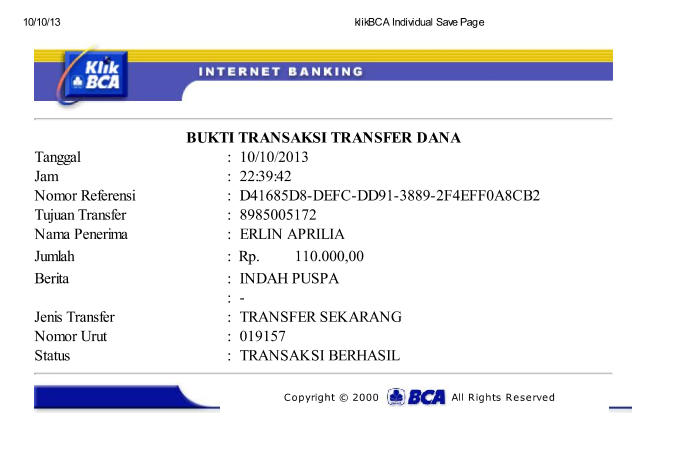 10/10/13 klikBCA Individual Save Page
Klik BCA
INTERNET BANKING
BUKTI TRANSAKSI TRANSFER DANA
Tanggal : 10/10/2013
Jam : 22:39:42
Nomor Referensi : D41685D8-DEFC-DD91-3889-2F4EFF0A8CB2
Tujuan Transfer : 8985005172
Nama Penerima : ERLIN APRILIA
Jumlah : Rp. 110.000,00
Berita : INDAH PUSPA
: -
Jenis Transfer : TRANSFER SEKARANG
Nomor Urut : 019157
Status : TRANSAKSI BERHASIL
Copyright © 2000 BCA All Rights Reserved